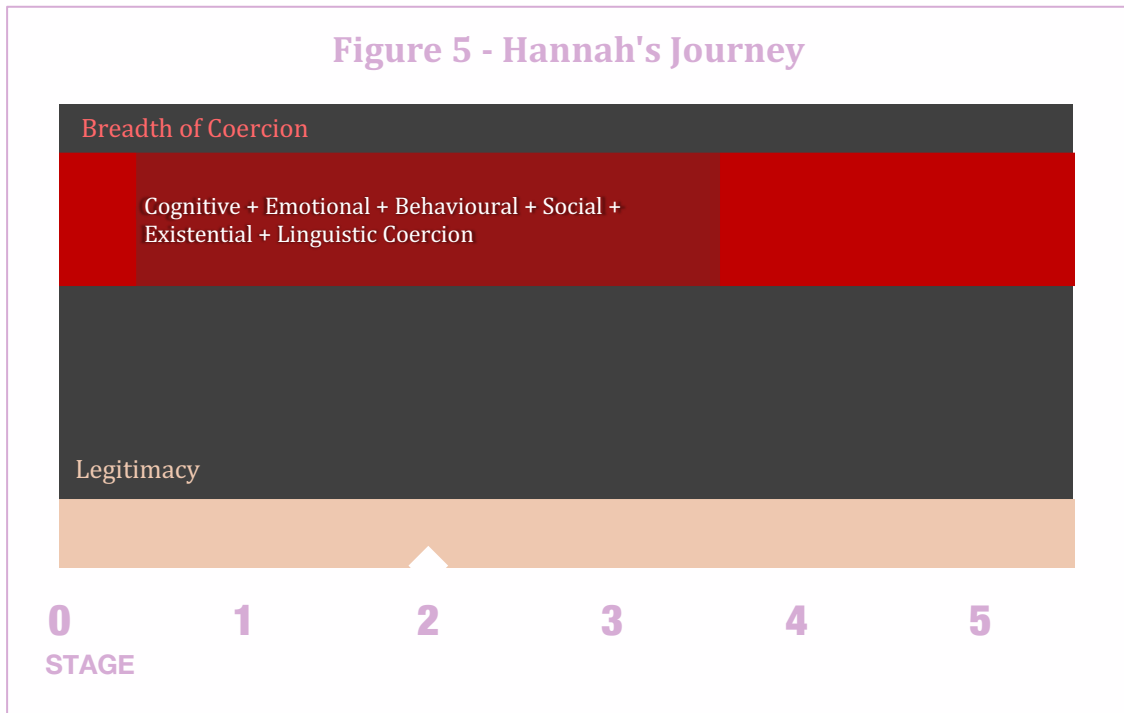 Figure 5 - Hannah's Journey
Breadth of Coercion
Cognitive + Emotional + Behavioural + Social +
Existential + Linguistic Coercion
Legitimacy
0 1 2 3 4 5
STAGE